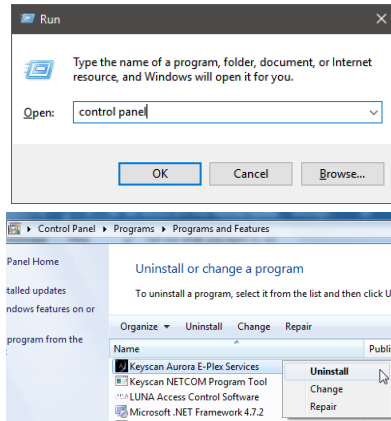 Run
Type the name of a program, folder, document, or Internet
resource, and Windows will open it for you.
Open: control panel
OK Cancel Browse...
Control Panel Programs Programs and Features
Panel Home
Uninstall or change a program
talled updates
To uninstall a program, select it from the list and then click U
ndows features on or
Organize Uninstall Change Repair
program from the
Name Publi
Keyscan Aurora E-Plex Services
Uninstall
Keyscan NETCOM Program Tool
Change
LUNA Access Control Software
Repair
Microsoft .NET Framework 4.7.2